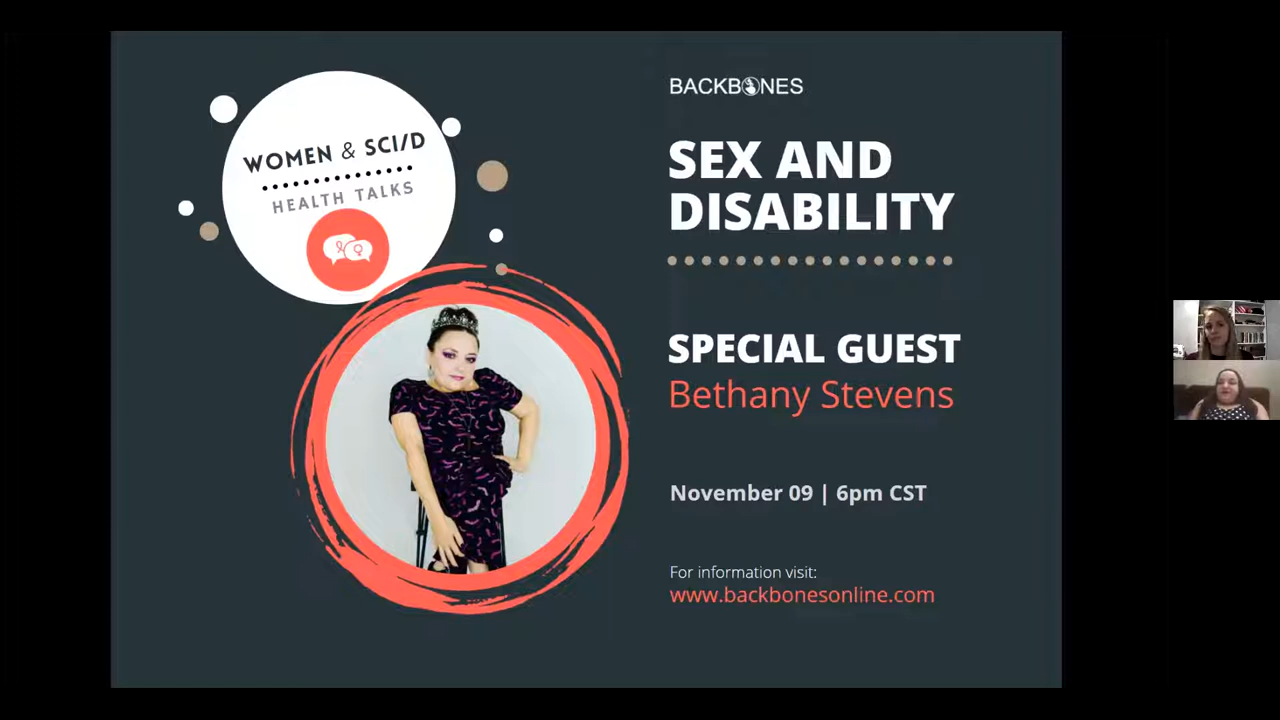 WOMEN & SCI/D
HEALTH TALKS
BACKBONES
SEX AND
DISABILITY
SPECIAL GUEST
Bethany Stevens
November 09 | 6pm CST
For information visit:
www.backbonesonline.com